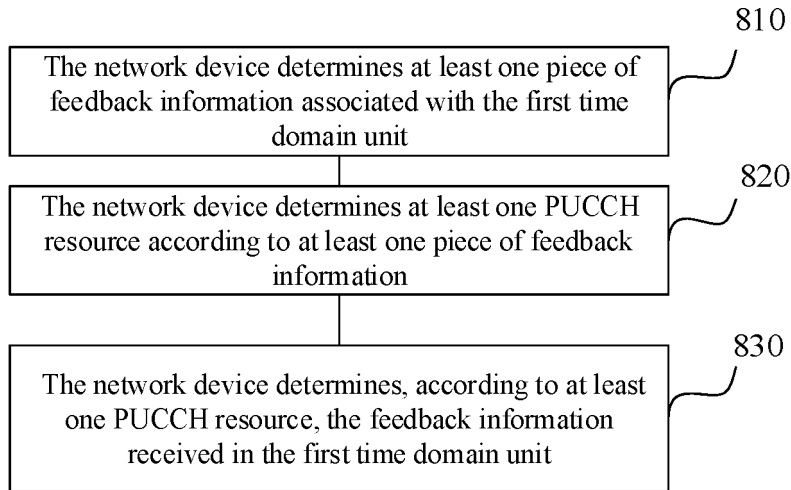 810
The network device determines at least one piece of
feedback information associated with the first time
domain unit
820
The network device determines at least one PUCCH
resource according to at least one piece of feedback
information
830
The network device determines, according to at least
one PUCCH resource, the feedback information
received in the first time domain unit